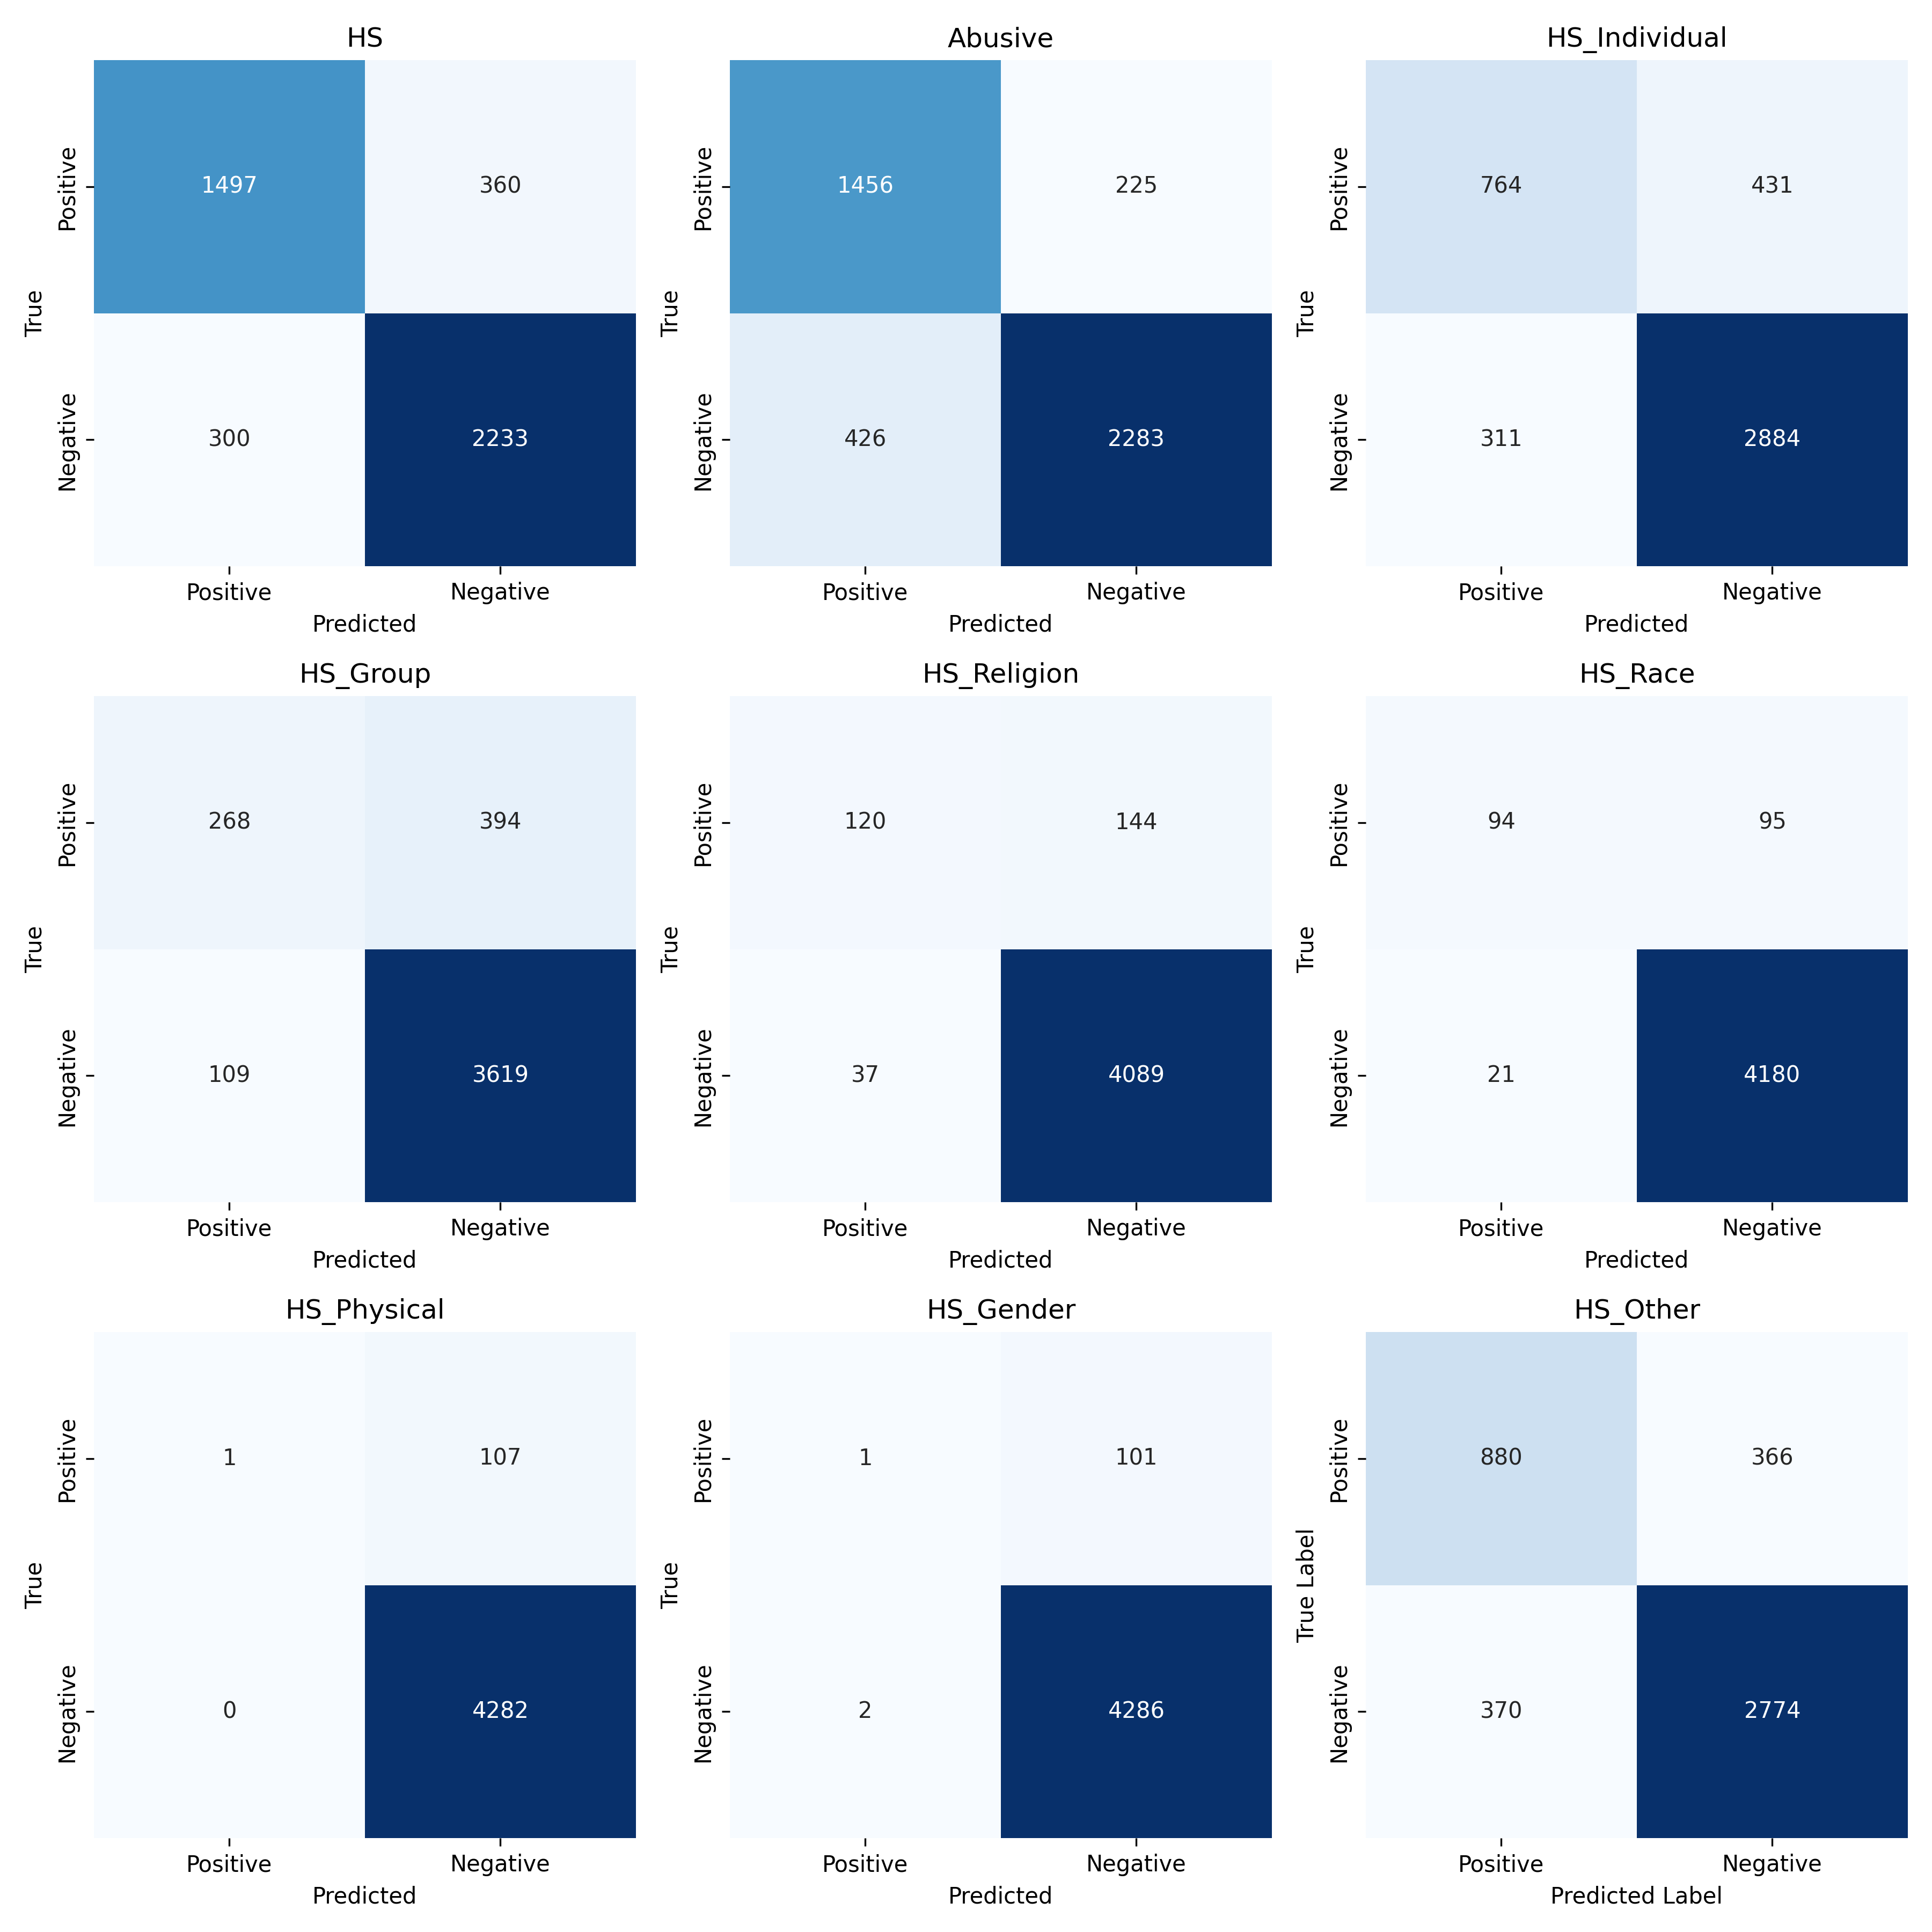 HS
Positive
1497
360
True
Negative
300
2233
Positive
Negative
Predicted
Abusive
Positive
1456
225
True
Negative
426
2283
Positive
Negative
Predicted
HS_Individual
Positive
764
431
True
Negative
311
2884
Positive
Negative
Predicted
HS_Group
Positive
268
394
True
Negative
109
3619
Positive
Negative
Predicted
HS_Religion
Positive
120
144
True
Negative
37
4089
Positive
Negative
Predicted
HS_Race
Positive
94
95
True
Negative
21
4180
Positive
Negative
Predicted
HS_Physical
Positive
1
107
True
Negative
0
4282
Positive
Negative
Predicted
HS_Gender
Positive
1
101
True
Negative
2
4286
Positive
Negative
Predicted
HS_Other
Positive
880
366
True Label
Negative
370
2774
Positive
Negative
Predicted Label